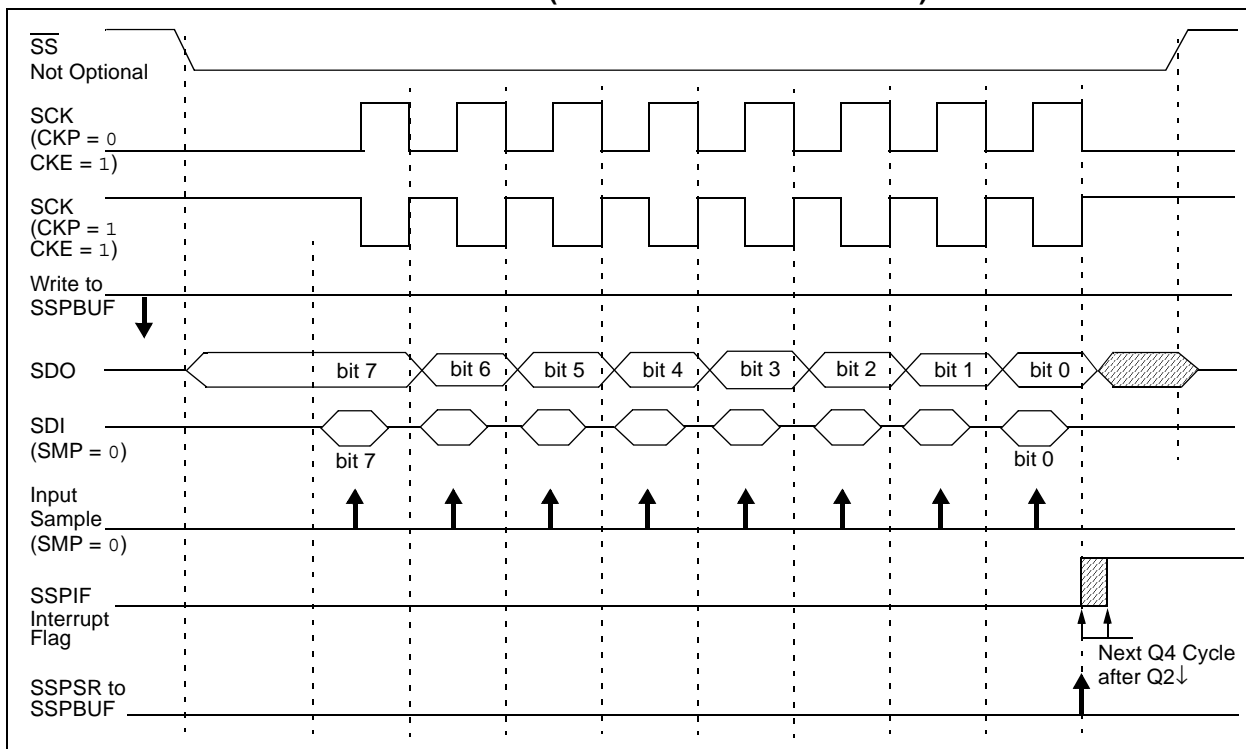 SS
Not Optional
SCK
(CKP = 0
CKE = 1)
SCK
(CKP = 1
CKE = 1)
Write to
SSPBUF
SDO
bit 7 bit 6 bit 5 bit 4 bit 3 bit 2 bit 1 bit 0
SDI
(SMP = 0)
bit 7 bit 0
Input
Sample
(SMP = 0)
SSPIF
Interrupt
Flag
Next Q4 Cycle
after Q2↓
SSPSR to
SSPBUF